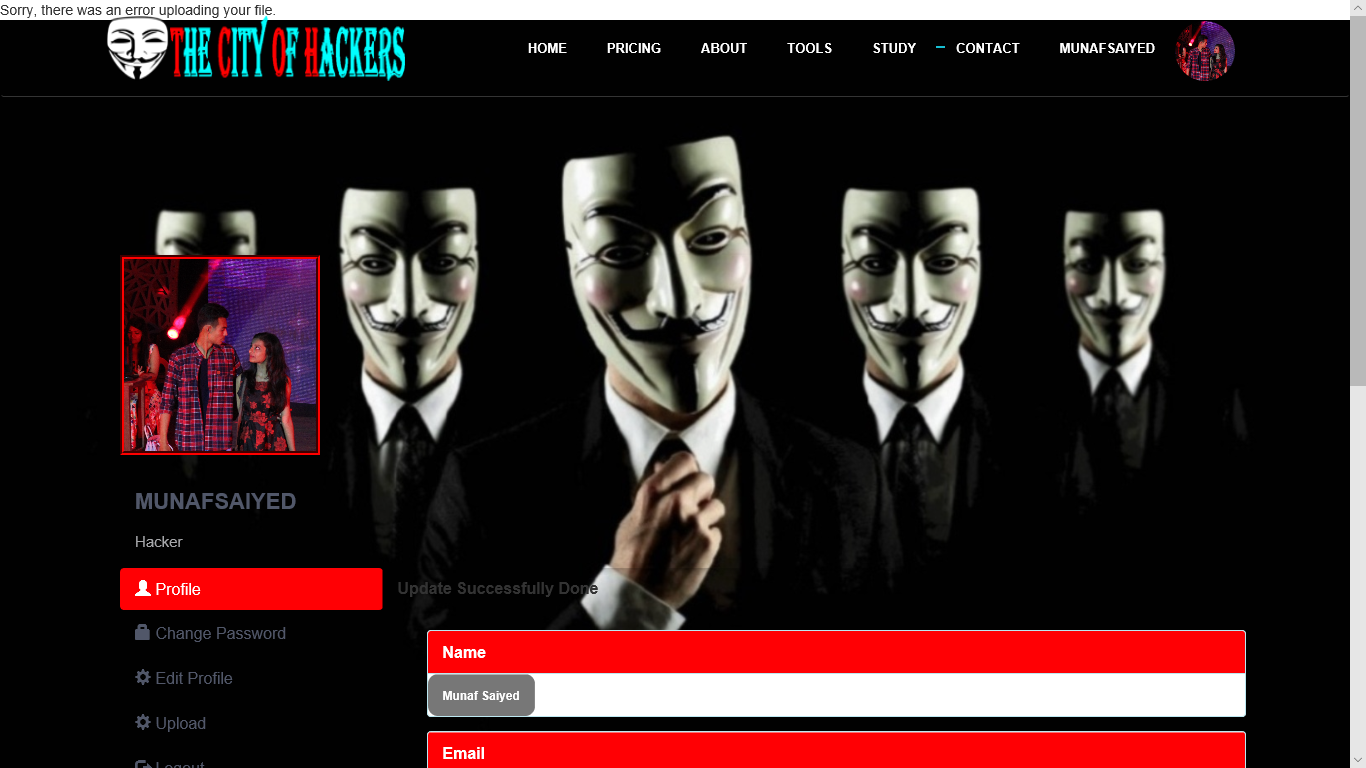 Sorry, there was an error uploading your file.
THE CITY OF HACKERS
HOME PRICING ABOUT TOOLS STUDY CONTACT MUNAFSAIYED
MUNAFSAIYED
Hacker
Profile
Update Successfully Done
Change Password
Edit Profile
Upload
Logout
Name
Munaf Saiyed
Email